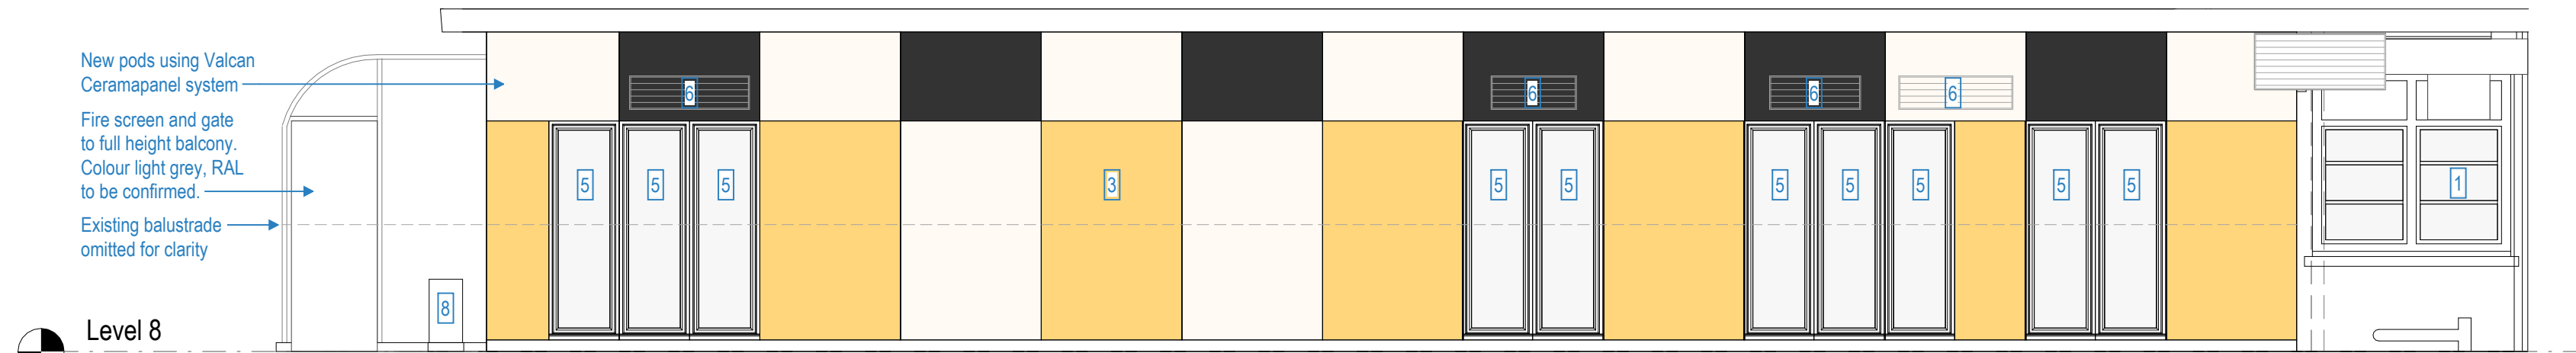 New pods using Valcan
Ceramapanel system
Fire screen and gate
to full height balcony.
Colour light grey, RAL
to be confirmed.
Existing balustrade
omitted for clarity
Level 8
6 6 6 6
5 5 5 3 5 5 5 5 5 5 5 1
8